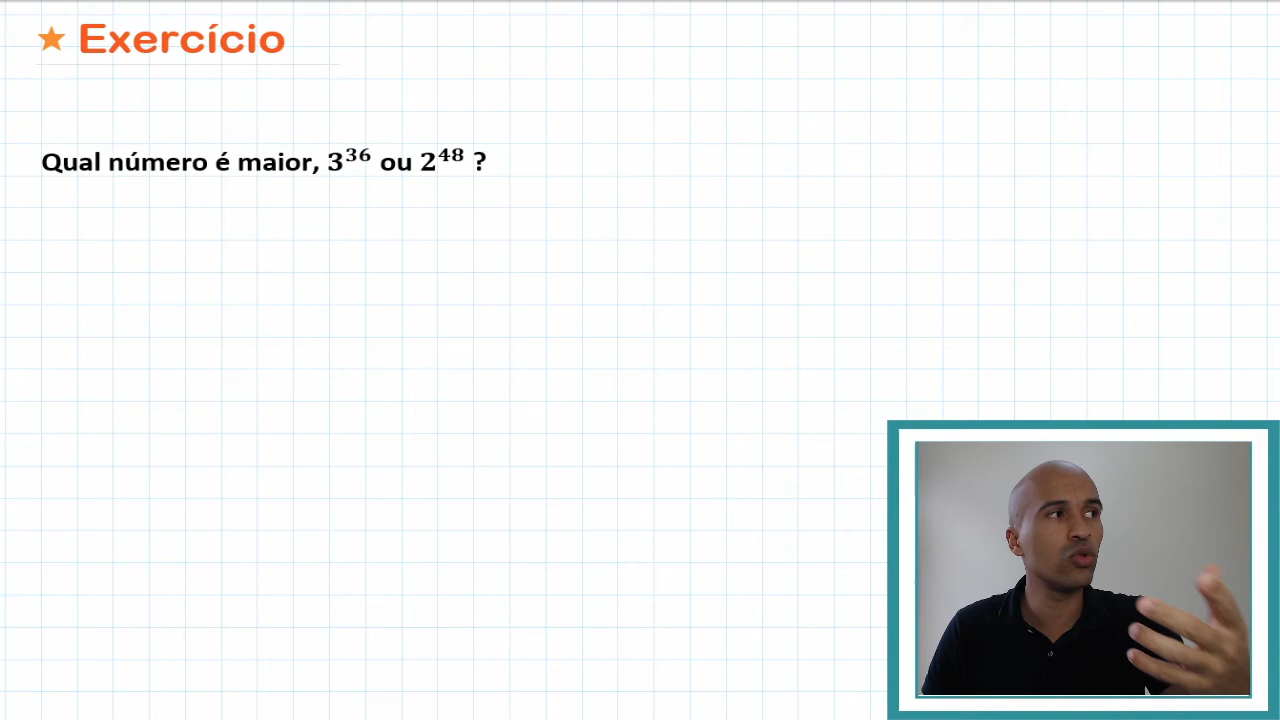 Exercício
Qual número é maior, 3³⁶ ou 2⁴⁸ ?